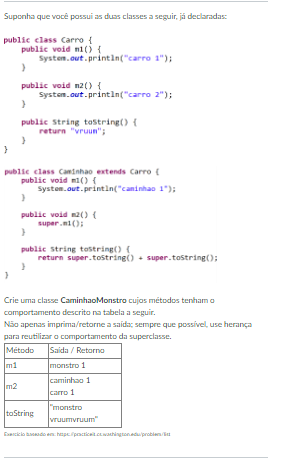 Suponha que você possui as duas classes a seguir, já declaradas:
public class Carro {
public void m1() {
System.out.println("carro 1");
}
public void m2() {
System.out.println("carro 2");
}
public String toString() {
return "vruum";
}
}
public class Caminhao extends Carro {
public void m1() {
System.out.println("caminhao 1");
}
public void m2() {
super.m1();
}
public String toString() {
return super.toString() + super.toString();
}
}
Crie uma classe CaminhaoMonstro cujos métodos tenham o
comportamento descrito na tabela a seguir.
Não apenas imprima/retorne a saída; sempre que possível, use herança
para reutilizar o comportamento da superclasse.
Método Saída / Retorno
m1 monstro 1
m2 caminhao 1
carro 1
toString "monstro
vruumvruum"
Exercício baseado em: https://practiceit.cs.washington.edu/problem/list